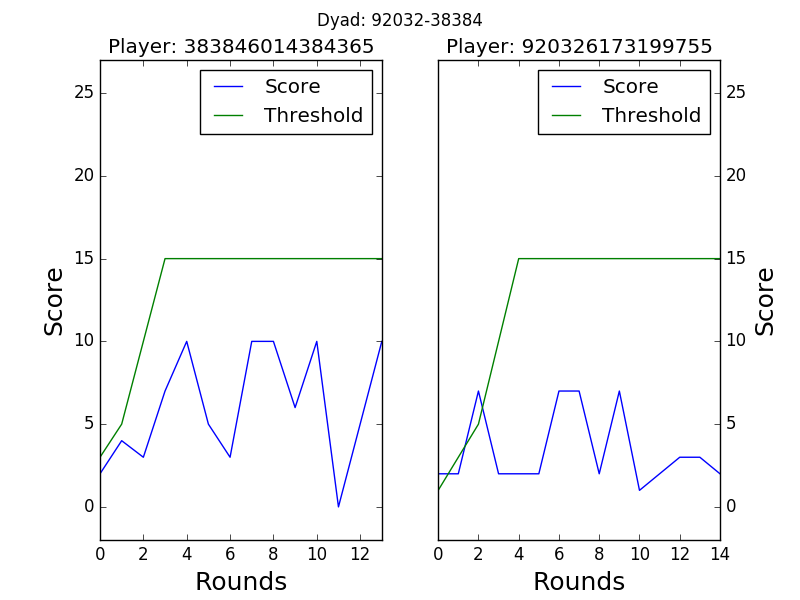 Dyad: 92032-38384
Player: 383846014384365
Player: 920326173199755
Score
Threshold
Score
Threshold
25
20
15
10
5
0
25
20
15
10
5
0
Score
Score
0 2 4 6 8 10 12
0 2 4 6 8 10 12 14
Rounds
Rounds